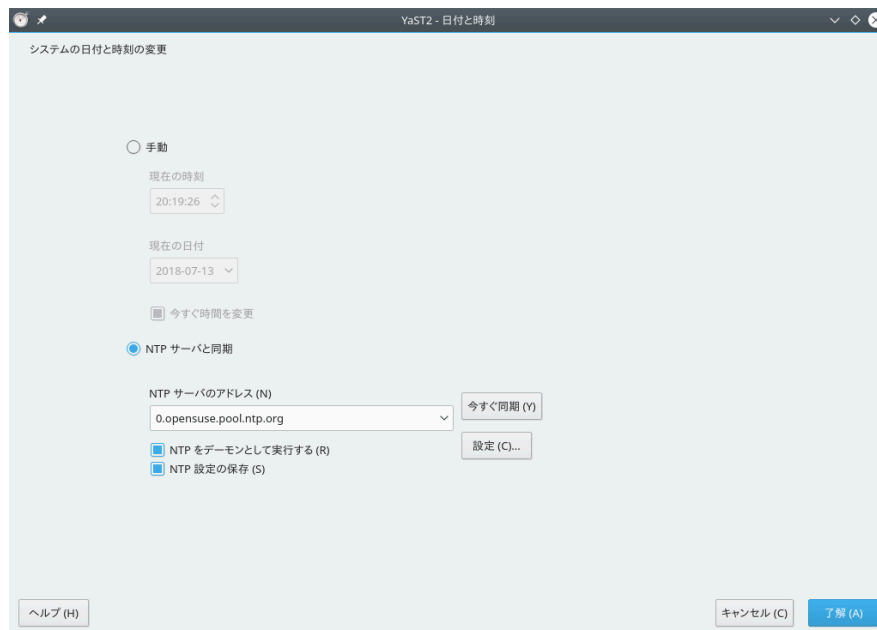 YaST2 - 日付と時刻
システムの日付と時刻の変更
手動
現在の時刻
20:19:26
現在の日付
2018-07-13
今すぐ時間を変更
NTP サーバと同期
NTP サーバのアドレス (N)
0.opensuse.pool.ntp.org
今すぐ同期 (Y)
NTP をデーモンとして実行する (R)
設定 (C)...
NTP 設定の保存 (S)
ヘルプ (H)
キャンセル (C)
了解 (A)